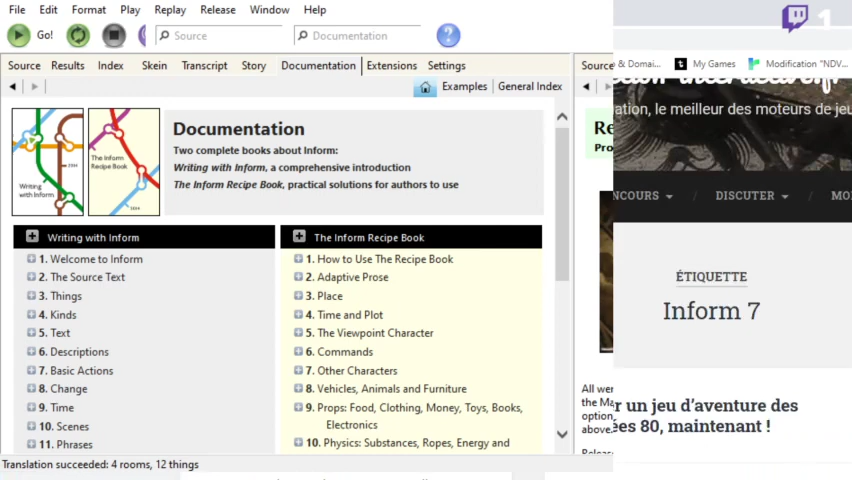 File Edit Format Play Replay Release Window Help
Go! Source Documentation
Source Results Index Skein Transcript Story Documentation Extensions Settings
Examples General Index
Writing with Inform
The Inform Recipe Book
Documentation
Two complete books about Inform:
Writing with Inform, a comprehensive introduction
The Inform Recipe Book, practical solutions for authors to use
Writing with Inform
1. Welcome to Inform
2. The Source Text
3. Things
4. Kinds
5. Text
6. Descriptions
7. Basic Actions
8. Change
9. Time
10. Scenes
11. Phrases
The Inform Recipe Book
1. How to Use The Recipe Book
2. Adaptive Prose
3. Place
4. Time and Plot
5. The Viewpoint Character
6. Commands
7. Other Characters
8. Vehicles, Animals and Furniture
9. Props: Food, Clothing, Money, Toys, Books,
Electronics
10. Physics: Substances, Ropes, Energy and
Translation succeeded: 4 rooms, 12 things
Source
Re
Pro
All wer
the Ma
option
above.
Releas
1
& Domai... My Games Modification "NDV...
ation, le meilleur des moteurs de jeu
NCOURS / DISCUTER / MO
ÉTIQUETTE
Inform 7
r un jeu d’aventure des
ées 80, maintenant !